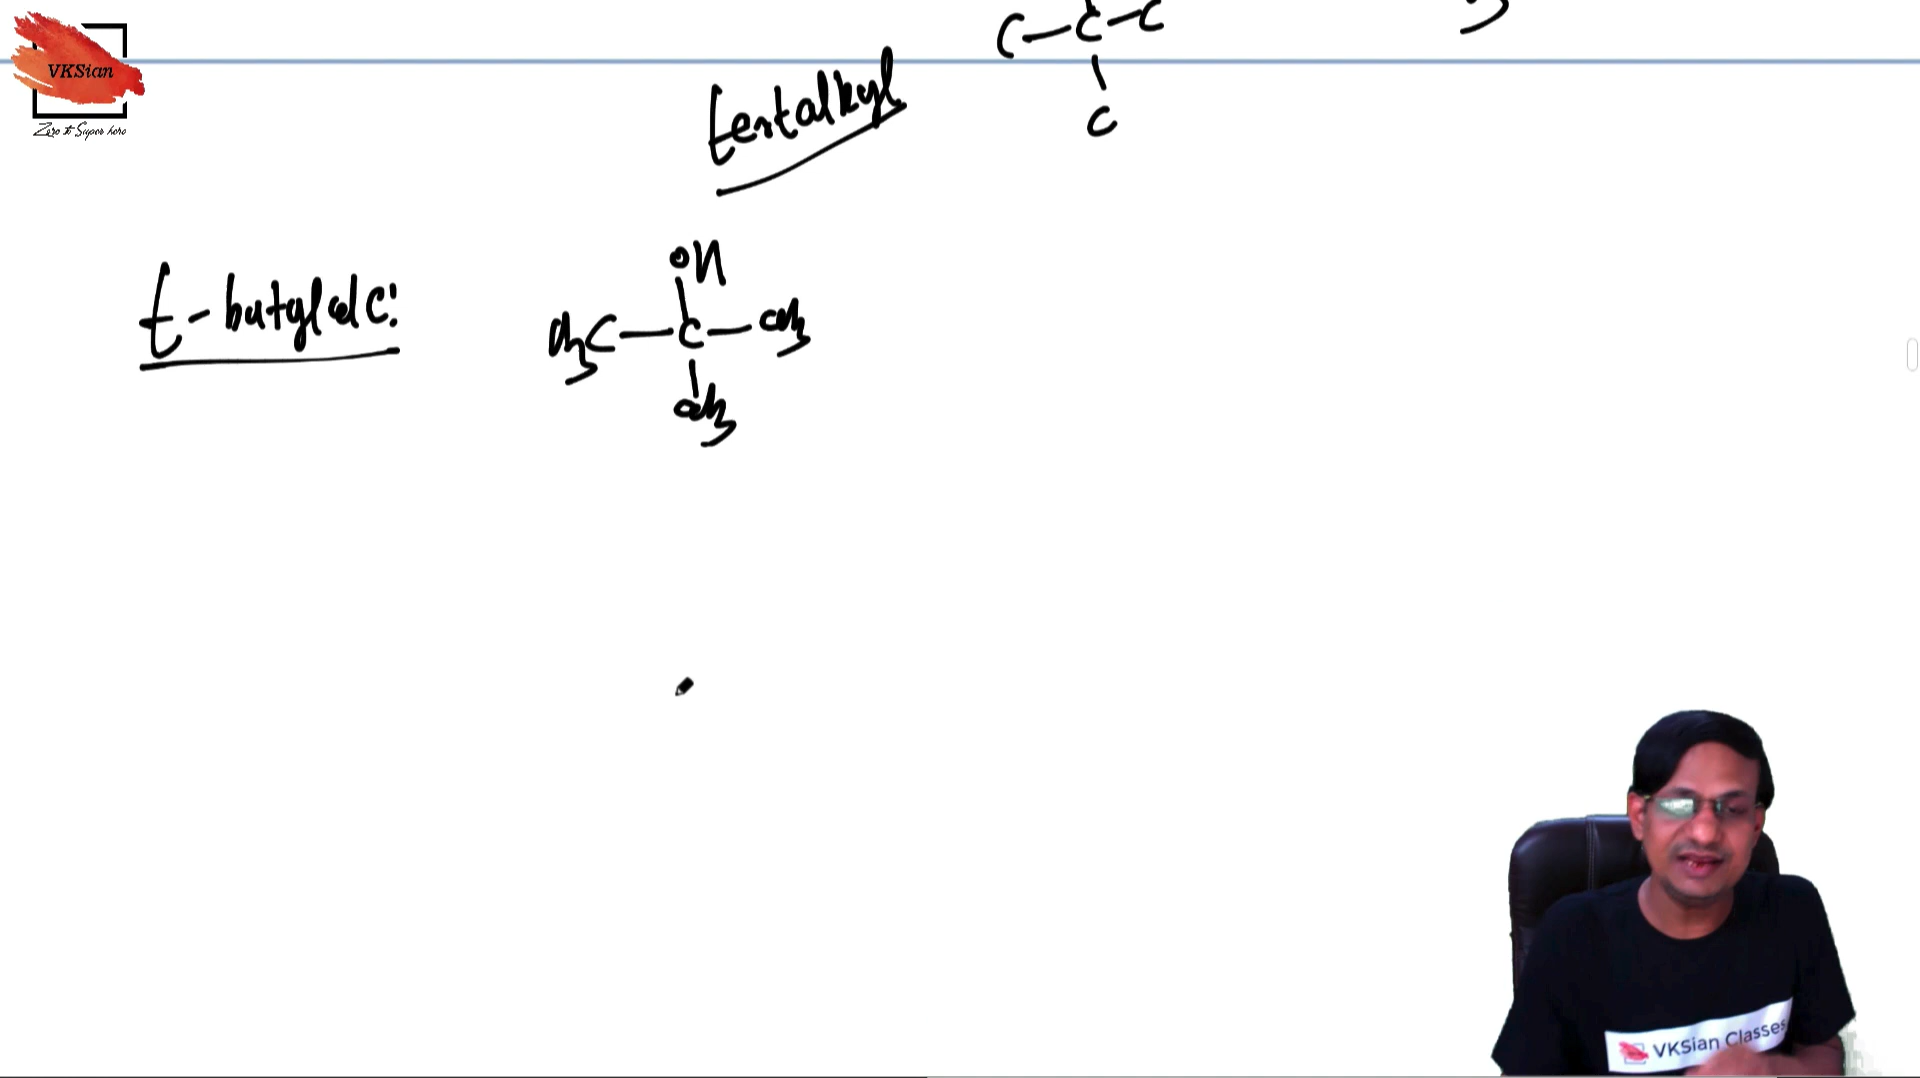 VKSian
Zero to Super hero
C-C-C
C
tertalkyl
t-butylalc:
OH
H3C-C-CH3
CH3
VKSian Classes